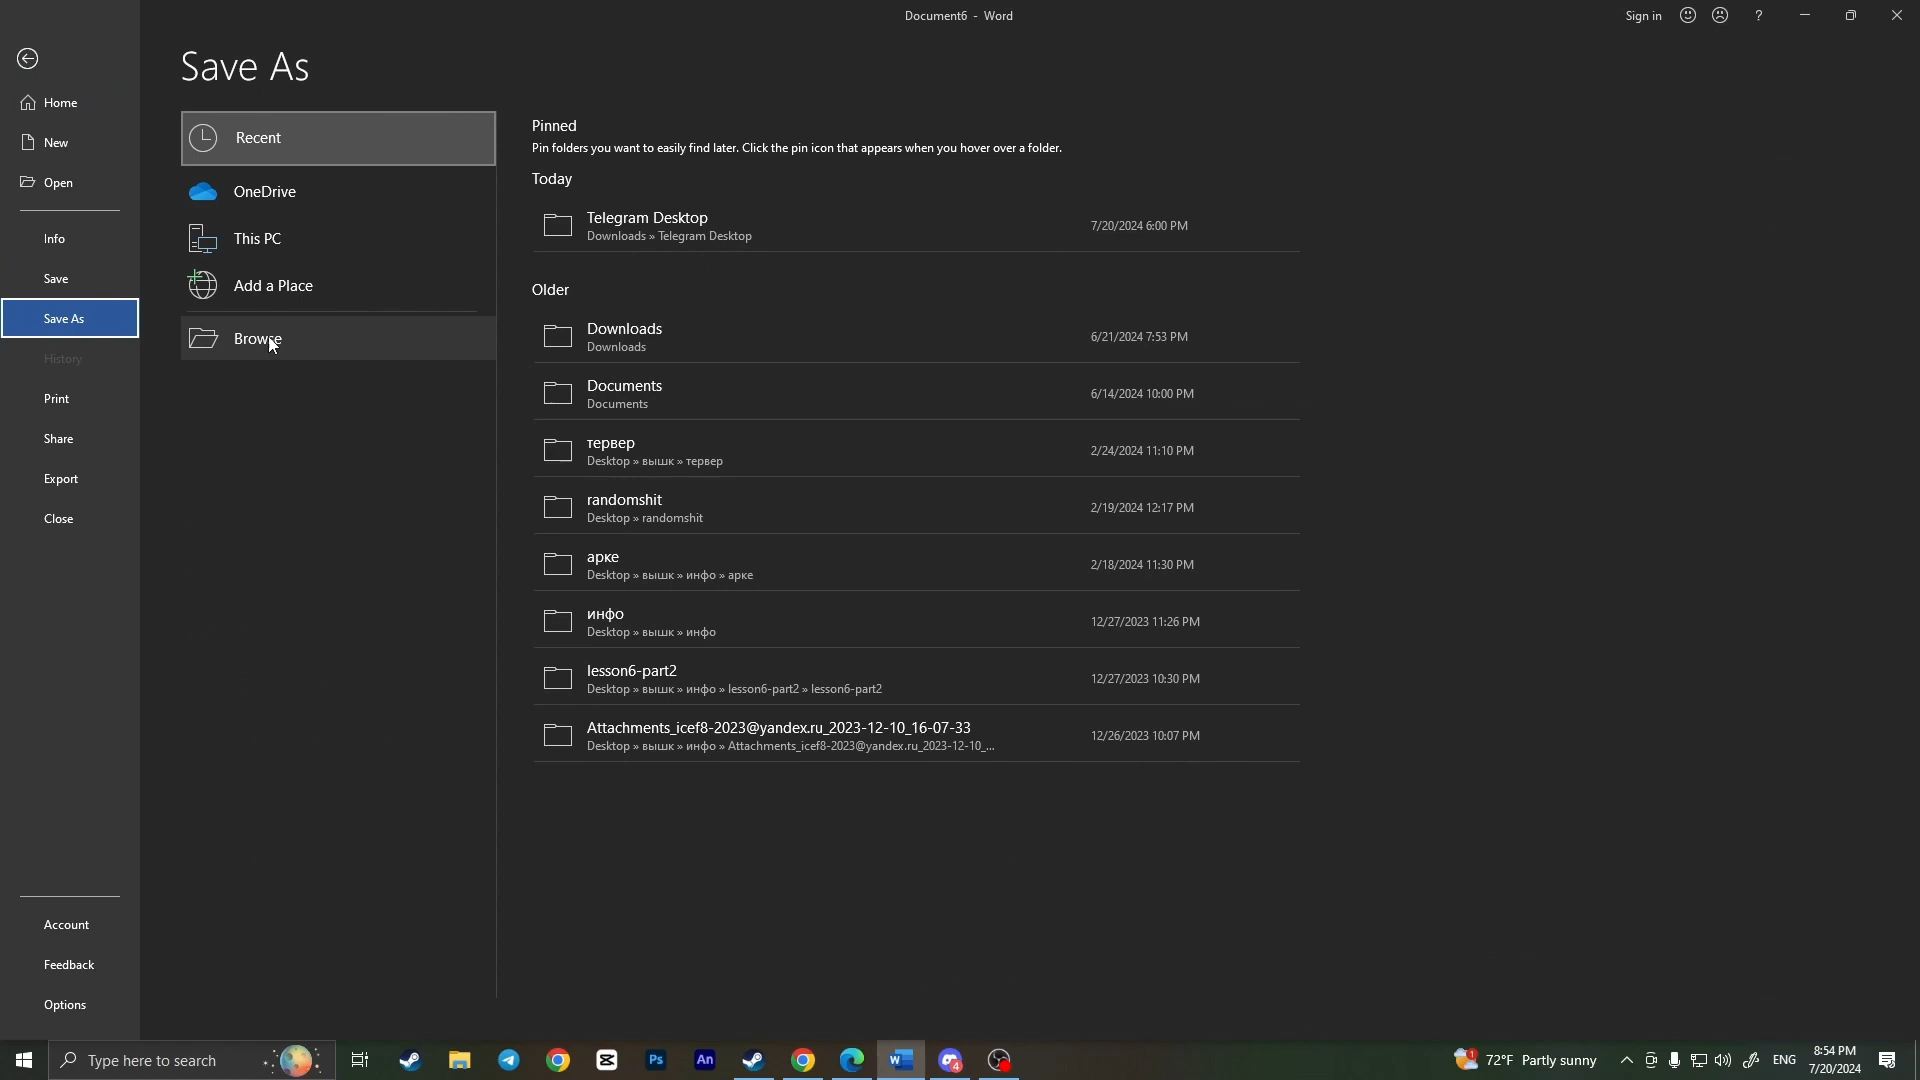 Document6 - Word
Sign in
?
Save As
Home
New
Open
Info
Save
Save As
History
Print
Share
Export
Close
Account
Feedback
Options
Recent
OneDrive
This PC
Add a Place
Browse
Pinned
Pin folders you want to easily find later. Click the pin icon that appears when you hover over a folder.
Today
Telegram Desktop
Downloads » Telegram Desktop
7/20/2024 6:00 PM
Older
Downloads
Downloads
6/21/2024 7:53 PM
Documents
Documents
6/14/2024 10:00 PM
тервер
Desktop » вышк » тервер
2/24/2024 11:10 PM
randomshit
Desktop » randomshit
2/19/2024 12:17 PM
арке
Desktop » вышк » инфо » арке
2/18/2024 11:30 PM
инфо
Desktop » вышк » инфо
12/27/2023 11:26 PM
lesson6-part2
Desktop » вышк » инфо » lesson6-part2 » lesson6-part2
12/27/2023 10:30 PM
Attachments_icef8-2023@yandex.ru_2023-12-10_16-07-33
Desktop » вышк » инфо » Attachments_icef8-2023@yandex.ru_2023-12-10_...
12/26/2023 10:07 PM
Type here to search
Ps
An
W
4
1
72°F Partly sunny
ENG
8:54 PM
7/20/2024